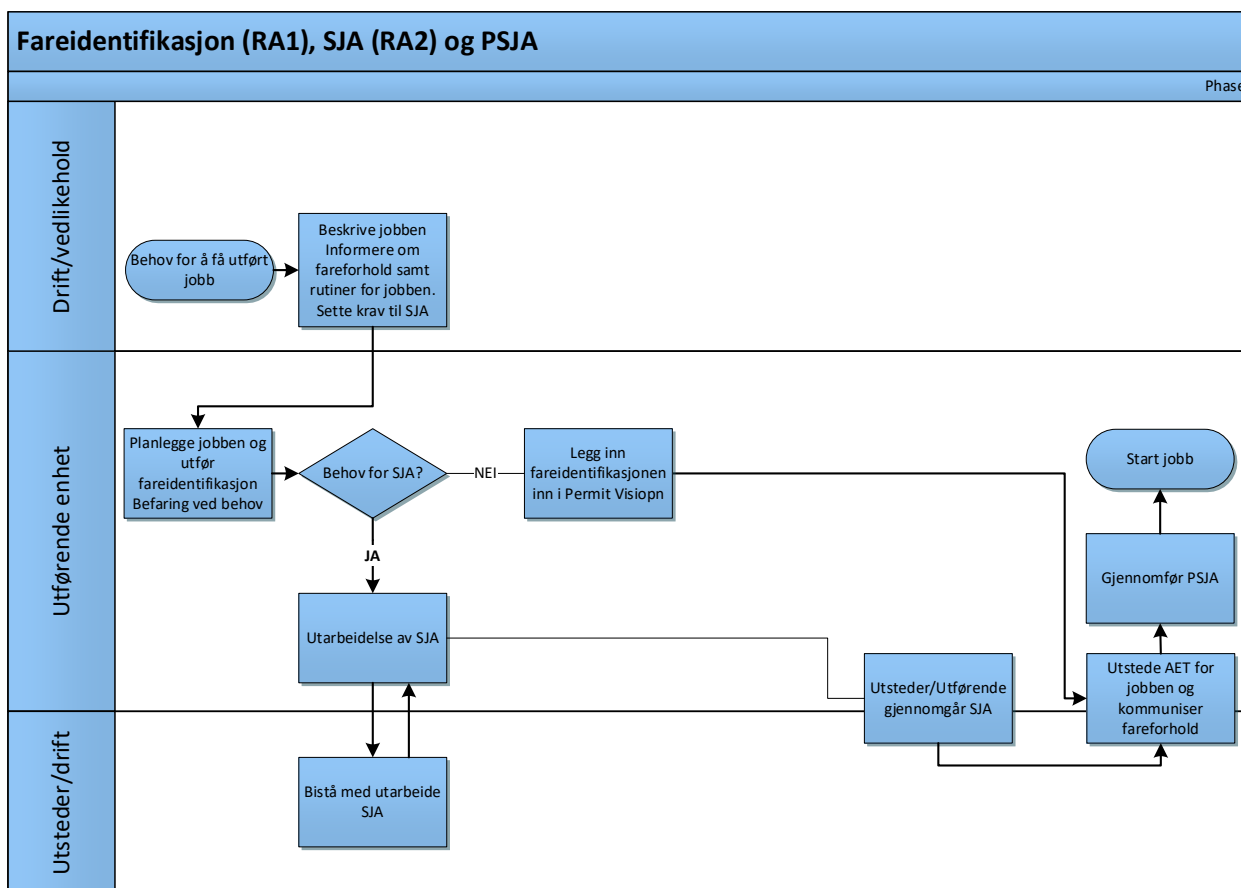 Fareidentifikasjon (RA1), SJA (RA2) og PSJA
Phase
Drift/vedlikehold
Behov for å få utført
jobb
Beskrive jobben
Informere om
fareforhold samt
rutiner for jobben.
Sette krav til SJA
Utførende enhet
Planlegge jobben og
utfør
fareidentifikasjon
Befaring ved behov
Behov for SJA?
NEI
Legg inn
fareidentifikasjonen
inn i Permit Visiopn
Start jobb
JA
Gjennomfør PSJA
Utarbeidelse av SJA
Utsteder/Utførende
gjennomgår SJA
Utstede AET for
jobben og
kommuniser
fareforhold
Utsteder/drift
Bistå med utarbeide
SJA